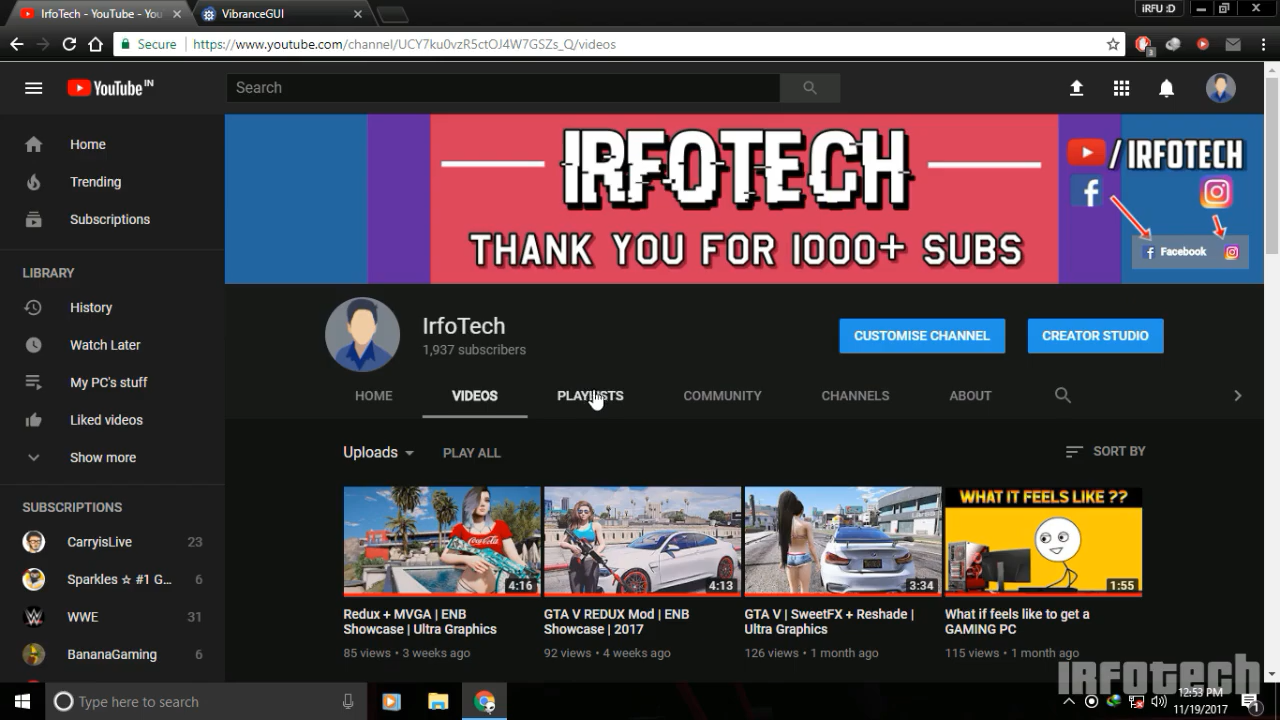 IrfoTech - YouTube - You
VibranceGUI
iRFU :D
Secure
https://www.youtube.com/channel/UCY7ku0vzR5ctOJ4W7GSZs_Q/videos
3
YouTube IN
Search
IRFOTECH
THANK YOU FOR 1000+ SUBS
/ IRFOTECH
Facebook
Home
Trending
Subscriptions
LIBRARY
History
Watch Later
My PC's stuff
Liked videos
Show more
SUBSCRIPTIONS
CarryisLive 23
Sparkles ☆ #1 G... 6
WWE 31
BananaGaming 6
IrfoTech
1,937 subscribers
CUSTOMISE CHANNEL
CREATOR STUDIO
HOME VIDEOS PLAYLISTS COMMUNITY CHANNELS ABOUT
Uploads PLAY ALL SORT BY
4:16
Redux + MVGA | ENB
Showcase | Ultra Graphics
85 views • 3 weeks ago
4:13
GTA V REDUX Mod | ENB
Showcase | 2017
92 views • 4 weeks ago
3:34
GTA V | SweetFX + Reshade |
Ultra Graphics
126 views • 1 month ago
WHAT IT FEELS LIKE ??
1:55
What if feels like to get a
GAMING PC
115 views • 1 month ago
IRFOTECH
Type here to search
12:53 PM
11/19/2017
1